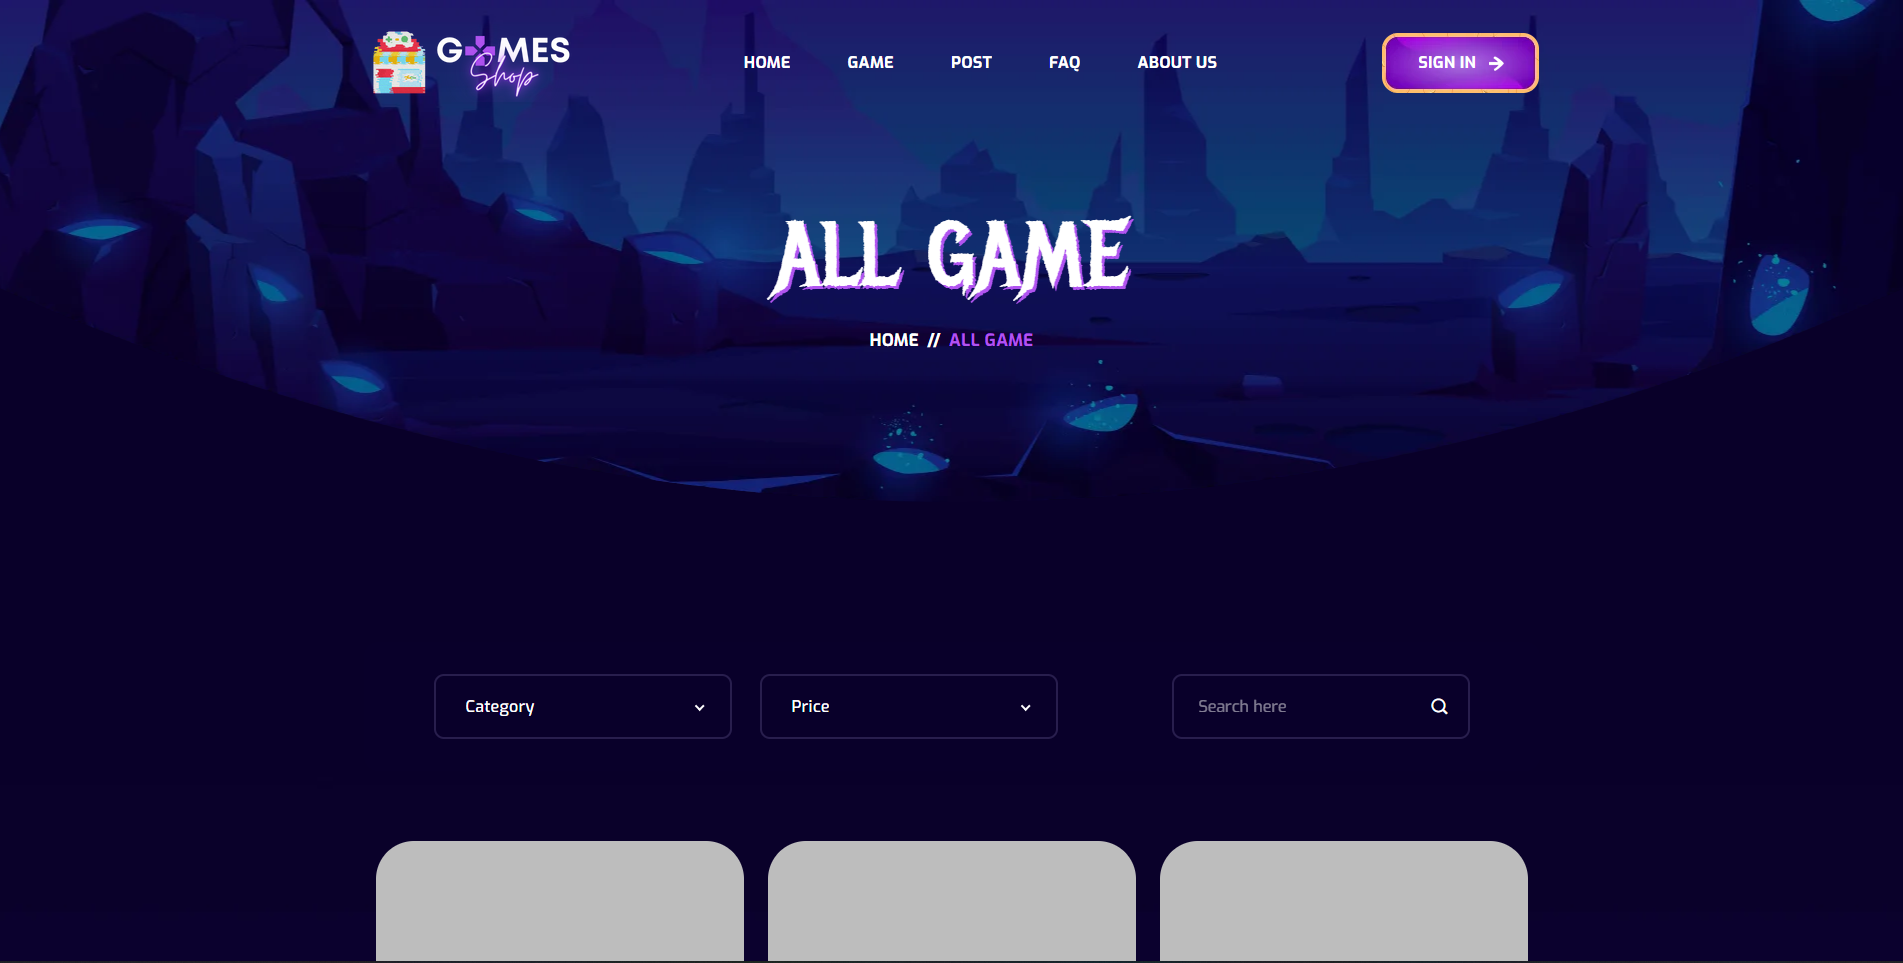 GAMES
Shop
HOME GAME POST FAQ ABOUT US
SIGN IN
ALL GAME
HOME // ALL GAME
Category
Price
Search here